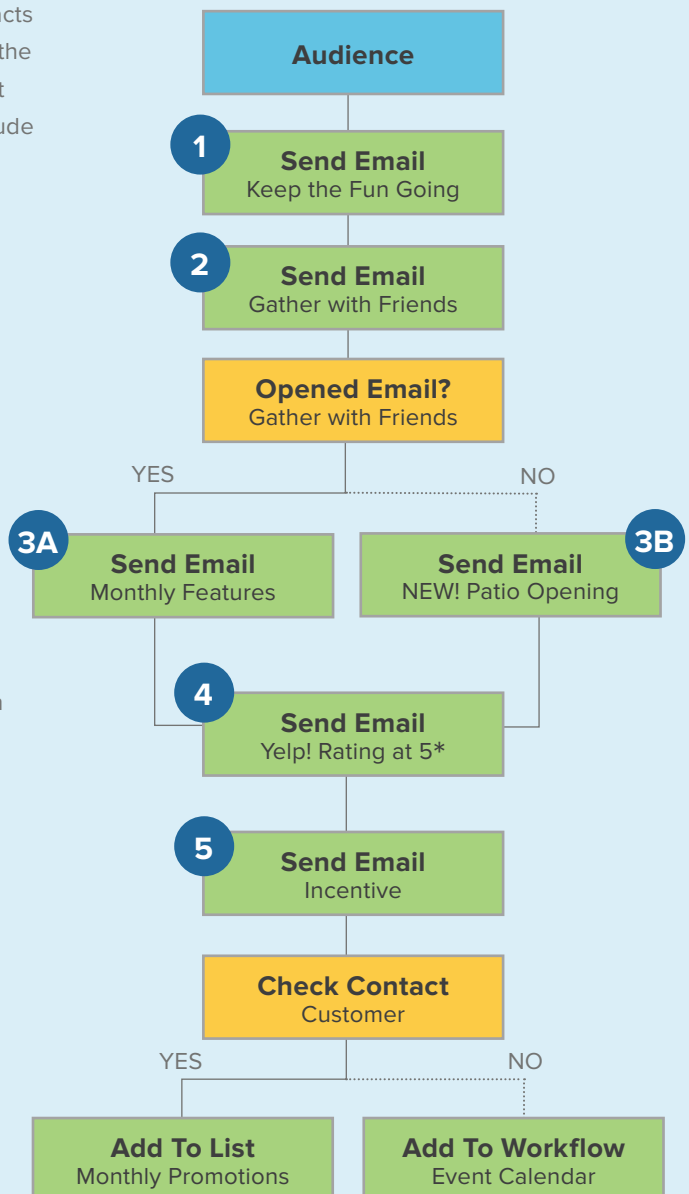 the
Audience
1
Send Email
Keep the Fun Going
2
Send Email
Gather with Friends
Opened Email?
Gather with Friends
YES
NO
3A
Send Email
Monthly Features
3B
Send Email
NEW! Patio Opening
4
Send Email
Yelp! Rating at 5*
5
Send Email
Incentive
Check Contact
Customer
YES
NO
Add To List
Monthly Promotions
Add To Workflow
Event Calendar